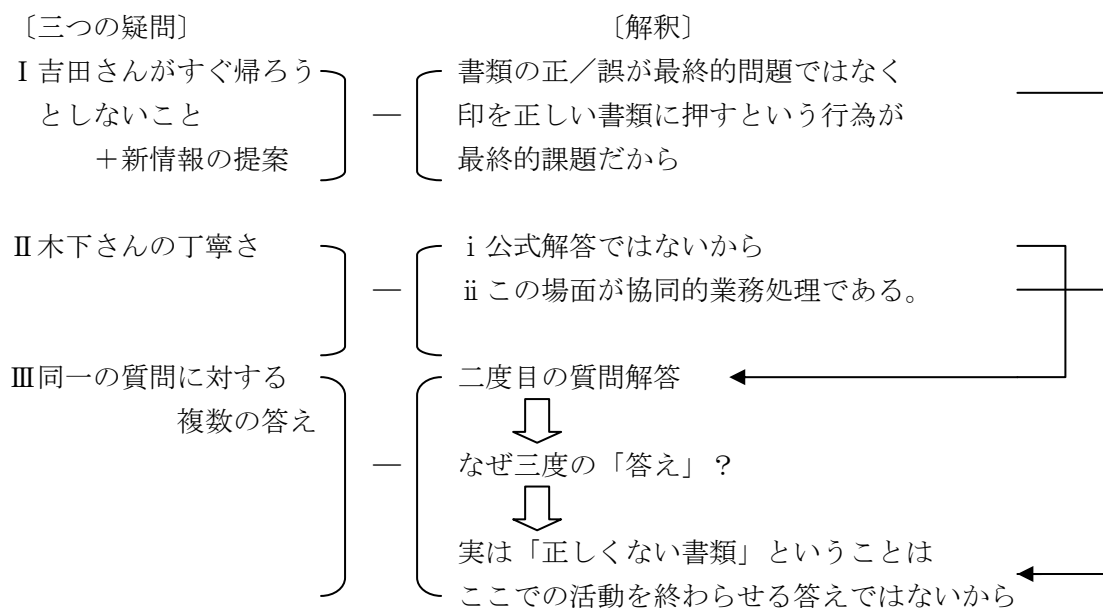 〔三つの疑問〕 〔解釈〕
Ⅰ吉田さんがすぐ帰ろう 書類の正／誤が最終的問題ではなく
としないこと ― 印を正しい書類に押すという行為が
＋新情報の提案 最終的課題だから
Ⅱ木下さんの丁寧さ ⅰ公式解答ではないから
― ⅱこの場面が協同的業務処理である。
Ⅲ同一の質問に対する 二度目の質問解答
複数の答え
― なぜ三度の「答え」？
実は「正しくない書類」ということは
ここでの活動を終わらせる答えではないから